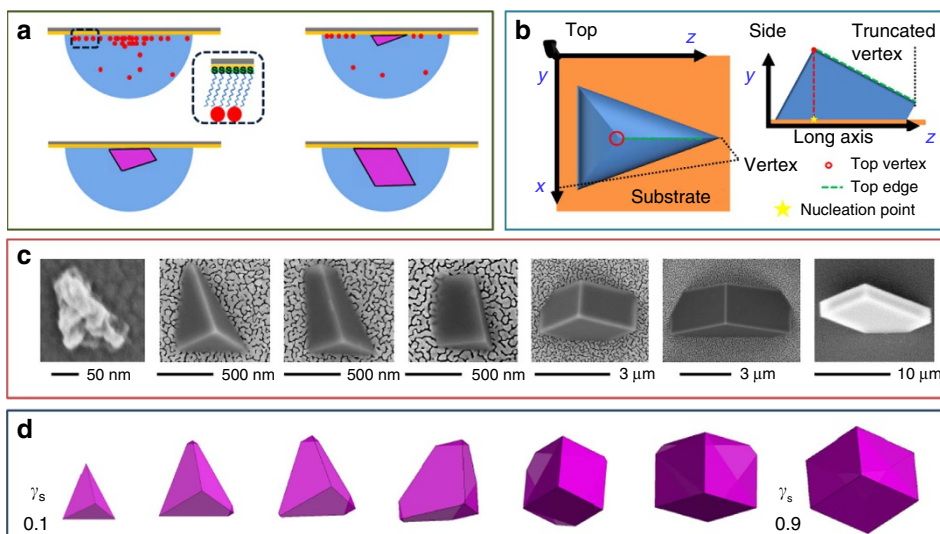 a
b
Top
z
y
x
Substrate
Vertex
Side
Truncated
vertex
y
Long axis
z
Top vertex
Top edge
Nucleation point
c
50 nm
500 nm
500 nm
500 nm
3 μm
3 μm
10 μm
d
γs
0.1
γs
0.9